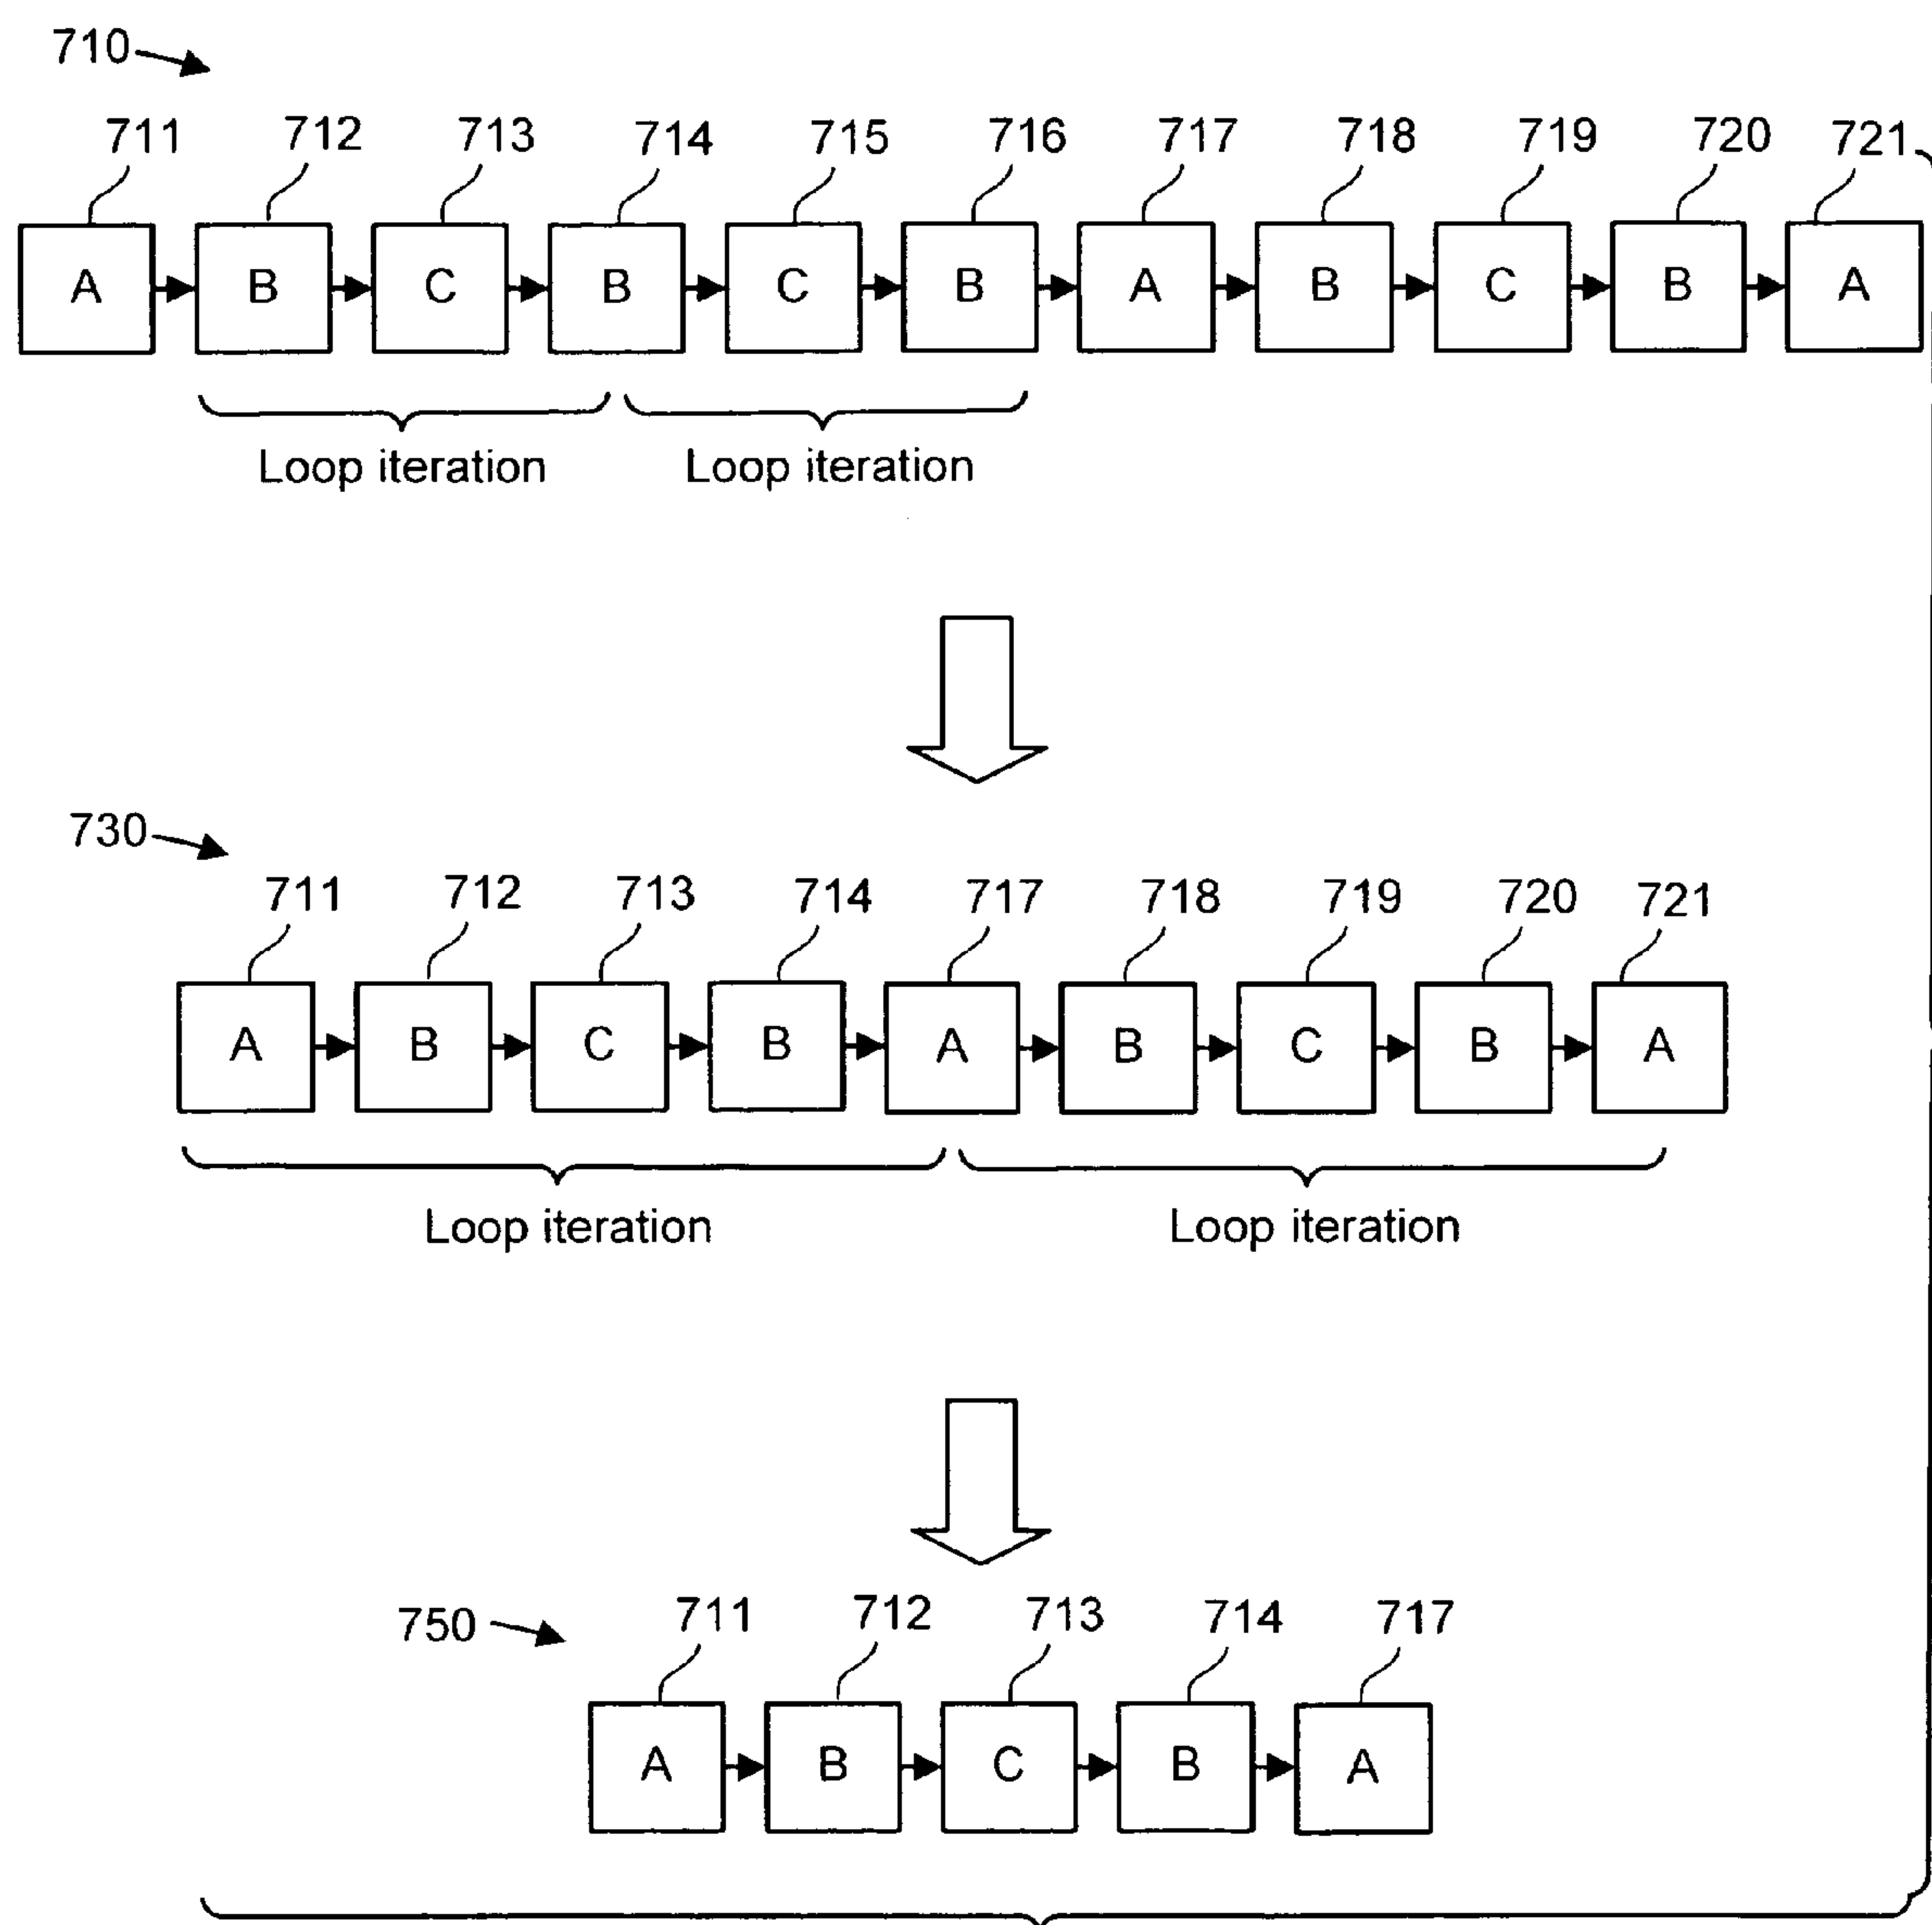 710
711 712 713 714 715 716 717 718 719 720 721
A B C B C B A B C B A
Loop iteration Loop iteration
730
711 712 713 714 717 718 719 720 721
A B C B A B C B A
Loop iteration Loop iteration
750 711 712 713 714 717
A B C B A